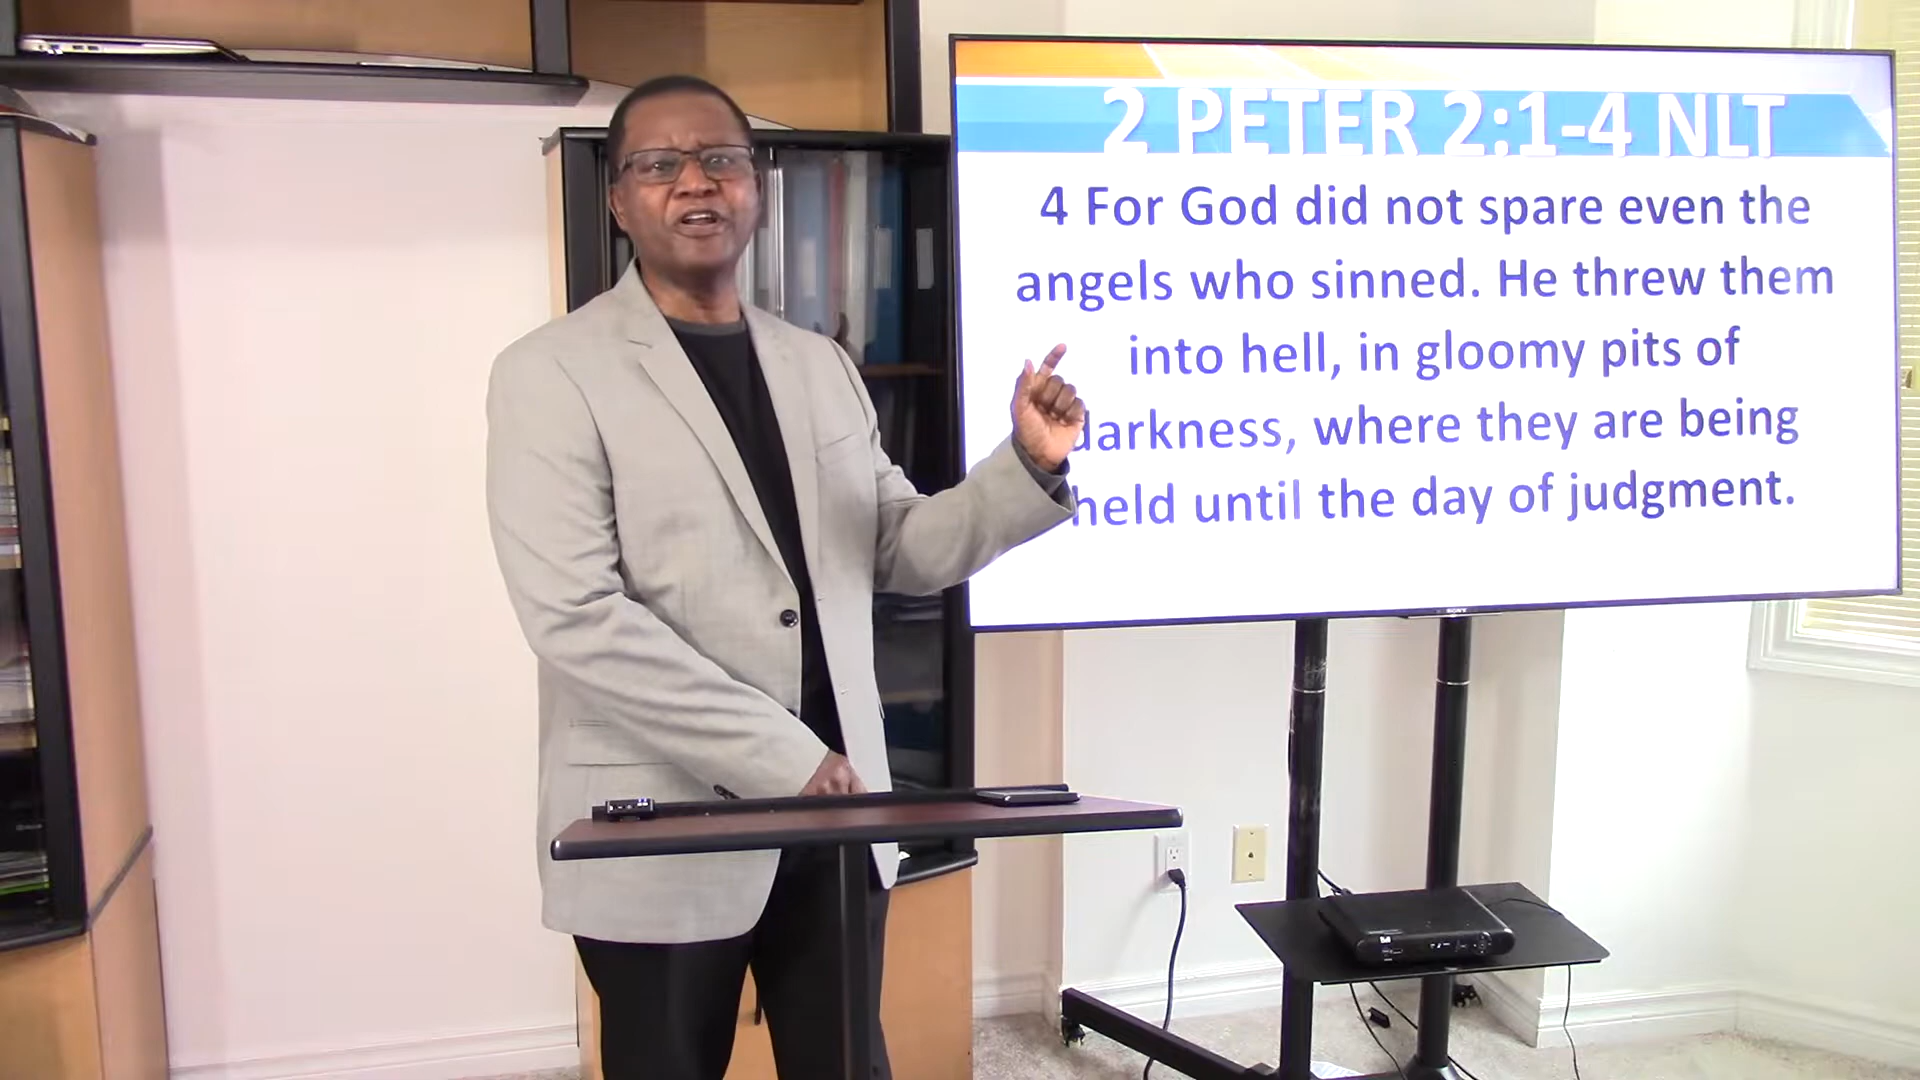 2 PETER 2:1-4 NLT
4 For God did not spare even the
angels who sinned. He threw them
into hell, in gloomy pits of
darkness, where they are being
held until the day of judgment.
SONY